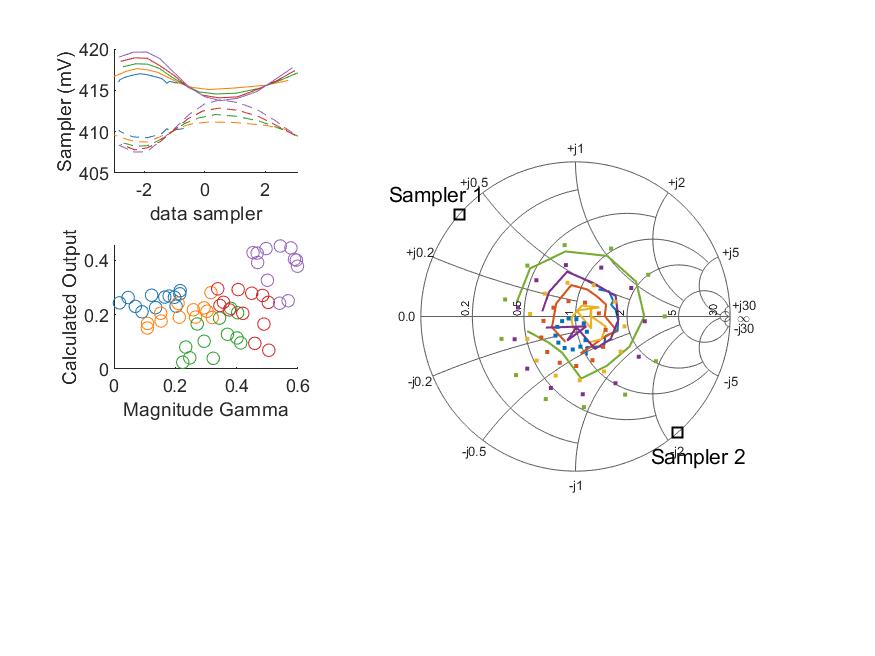 420
415
410
405
Sampler (mV)
-2
0
2
data sampler
0.4
0.2
0
Calculated Output
0
0.2
0.4
0.6
Magnitude Gamma
+j1
+j0.5
+j2
Sampler 1
+j0.2
+j5
0.0
0.2
0.5
1
2
5
30
+j30
∞
-j30
-j0.2
-j5
-j0.5
-j2
Sampler 2
-j1